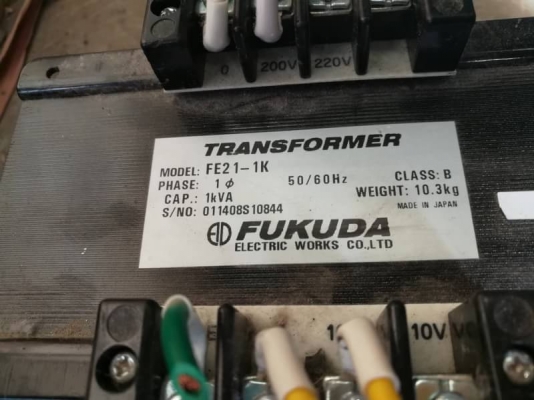 0 200V 220V
TRANSFORMER
MODEL: FE21-1K
PHASE: 1 ϕ 50/60Hz CLASS: B
CAP.: 1kVA WEIGHT: 10.3kg
S/NO: 011408S10844 MADE IN JAPAN
FUKUDA
ELECTRIC WORKS CO.,LTD
E 10V